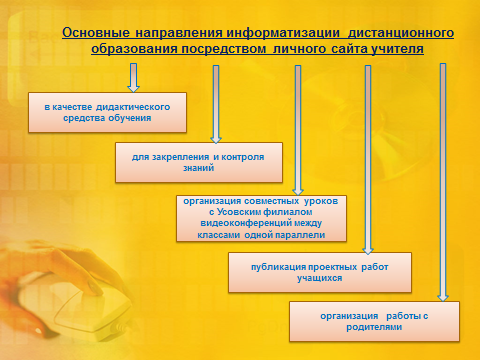 Основные направления информатизации дистанционного
образования посредством личного сайта учителя
в качестве дидактического
средства обучения
для закрепления и контроля
знаний
организация совместных уроков
с Усовским филиалом
видеоконференций между
классами одной параллели
публикация проектных работ
учащихся
организация работы с
родителями